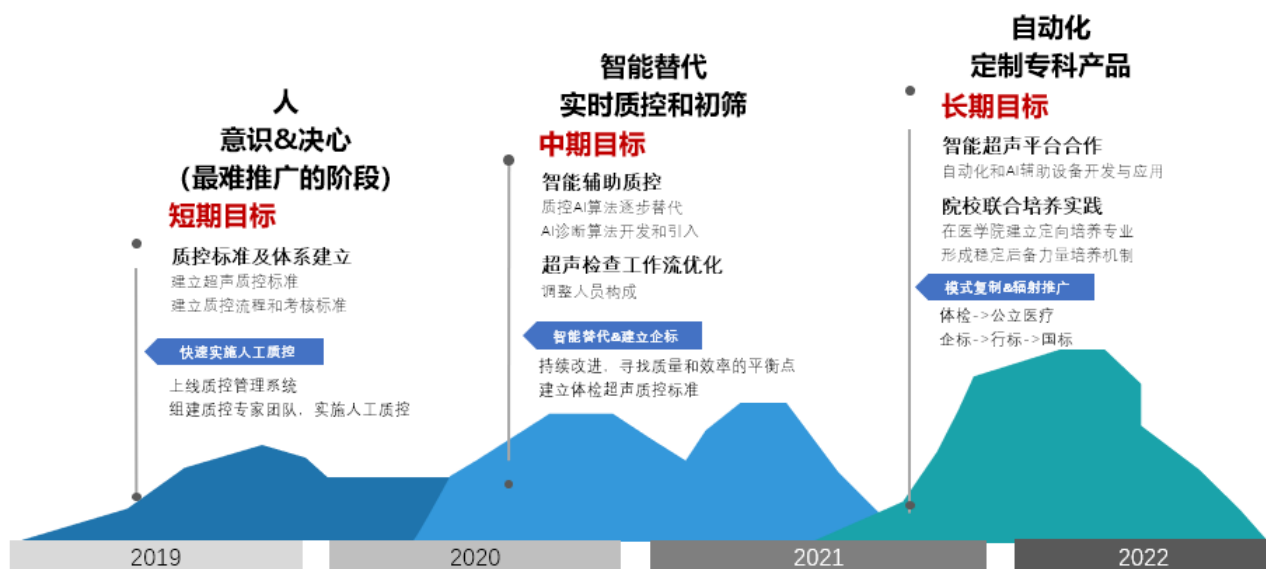 人
意识&决心
（最难推广的阶段）
短期目标
质控标准及体系建立
建立超声质控标准
建立质控流程和考核标准
快速实施人工质控
上线质控管理系统
组建质控专家团队，实施人工质控
智能替代
实时质控和初筛
中期目标
智能辅助质控
质控AI算法逐步替代
AI诊断算法开发和引入
超声检查工作流优化
调整人员构成
智能替代&建立企标
持续改进，寻找质量和效率的平衡点
建立体检超声质控标准
自动化
定制专科产品
长期目标
智能超声平台合作
自动化和AI辅助设备开发与应用
院校联合培养实践
在医学院建立定向培养专业
形成稳定后备力量培养机制
模式复制&辐射推广
体检->公立医疗
企标->行标->国标
2019
2020
2021
2022